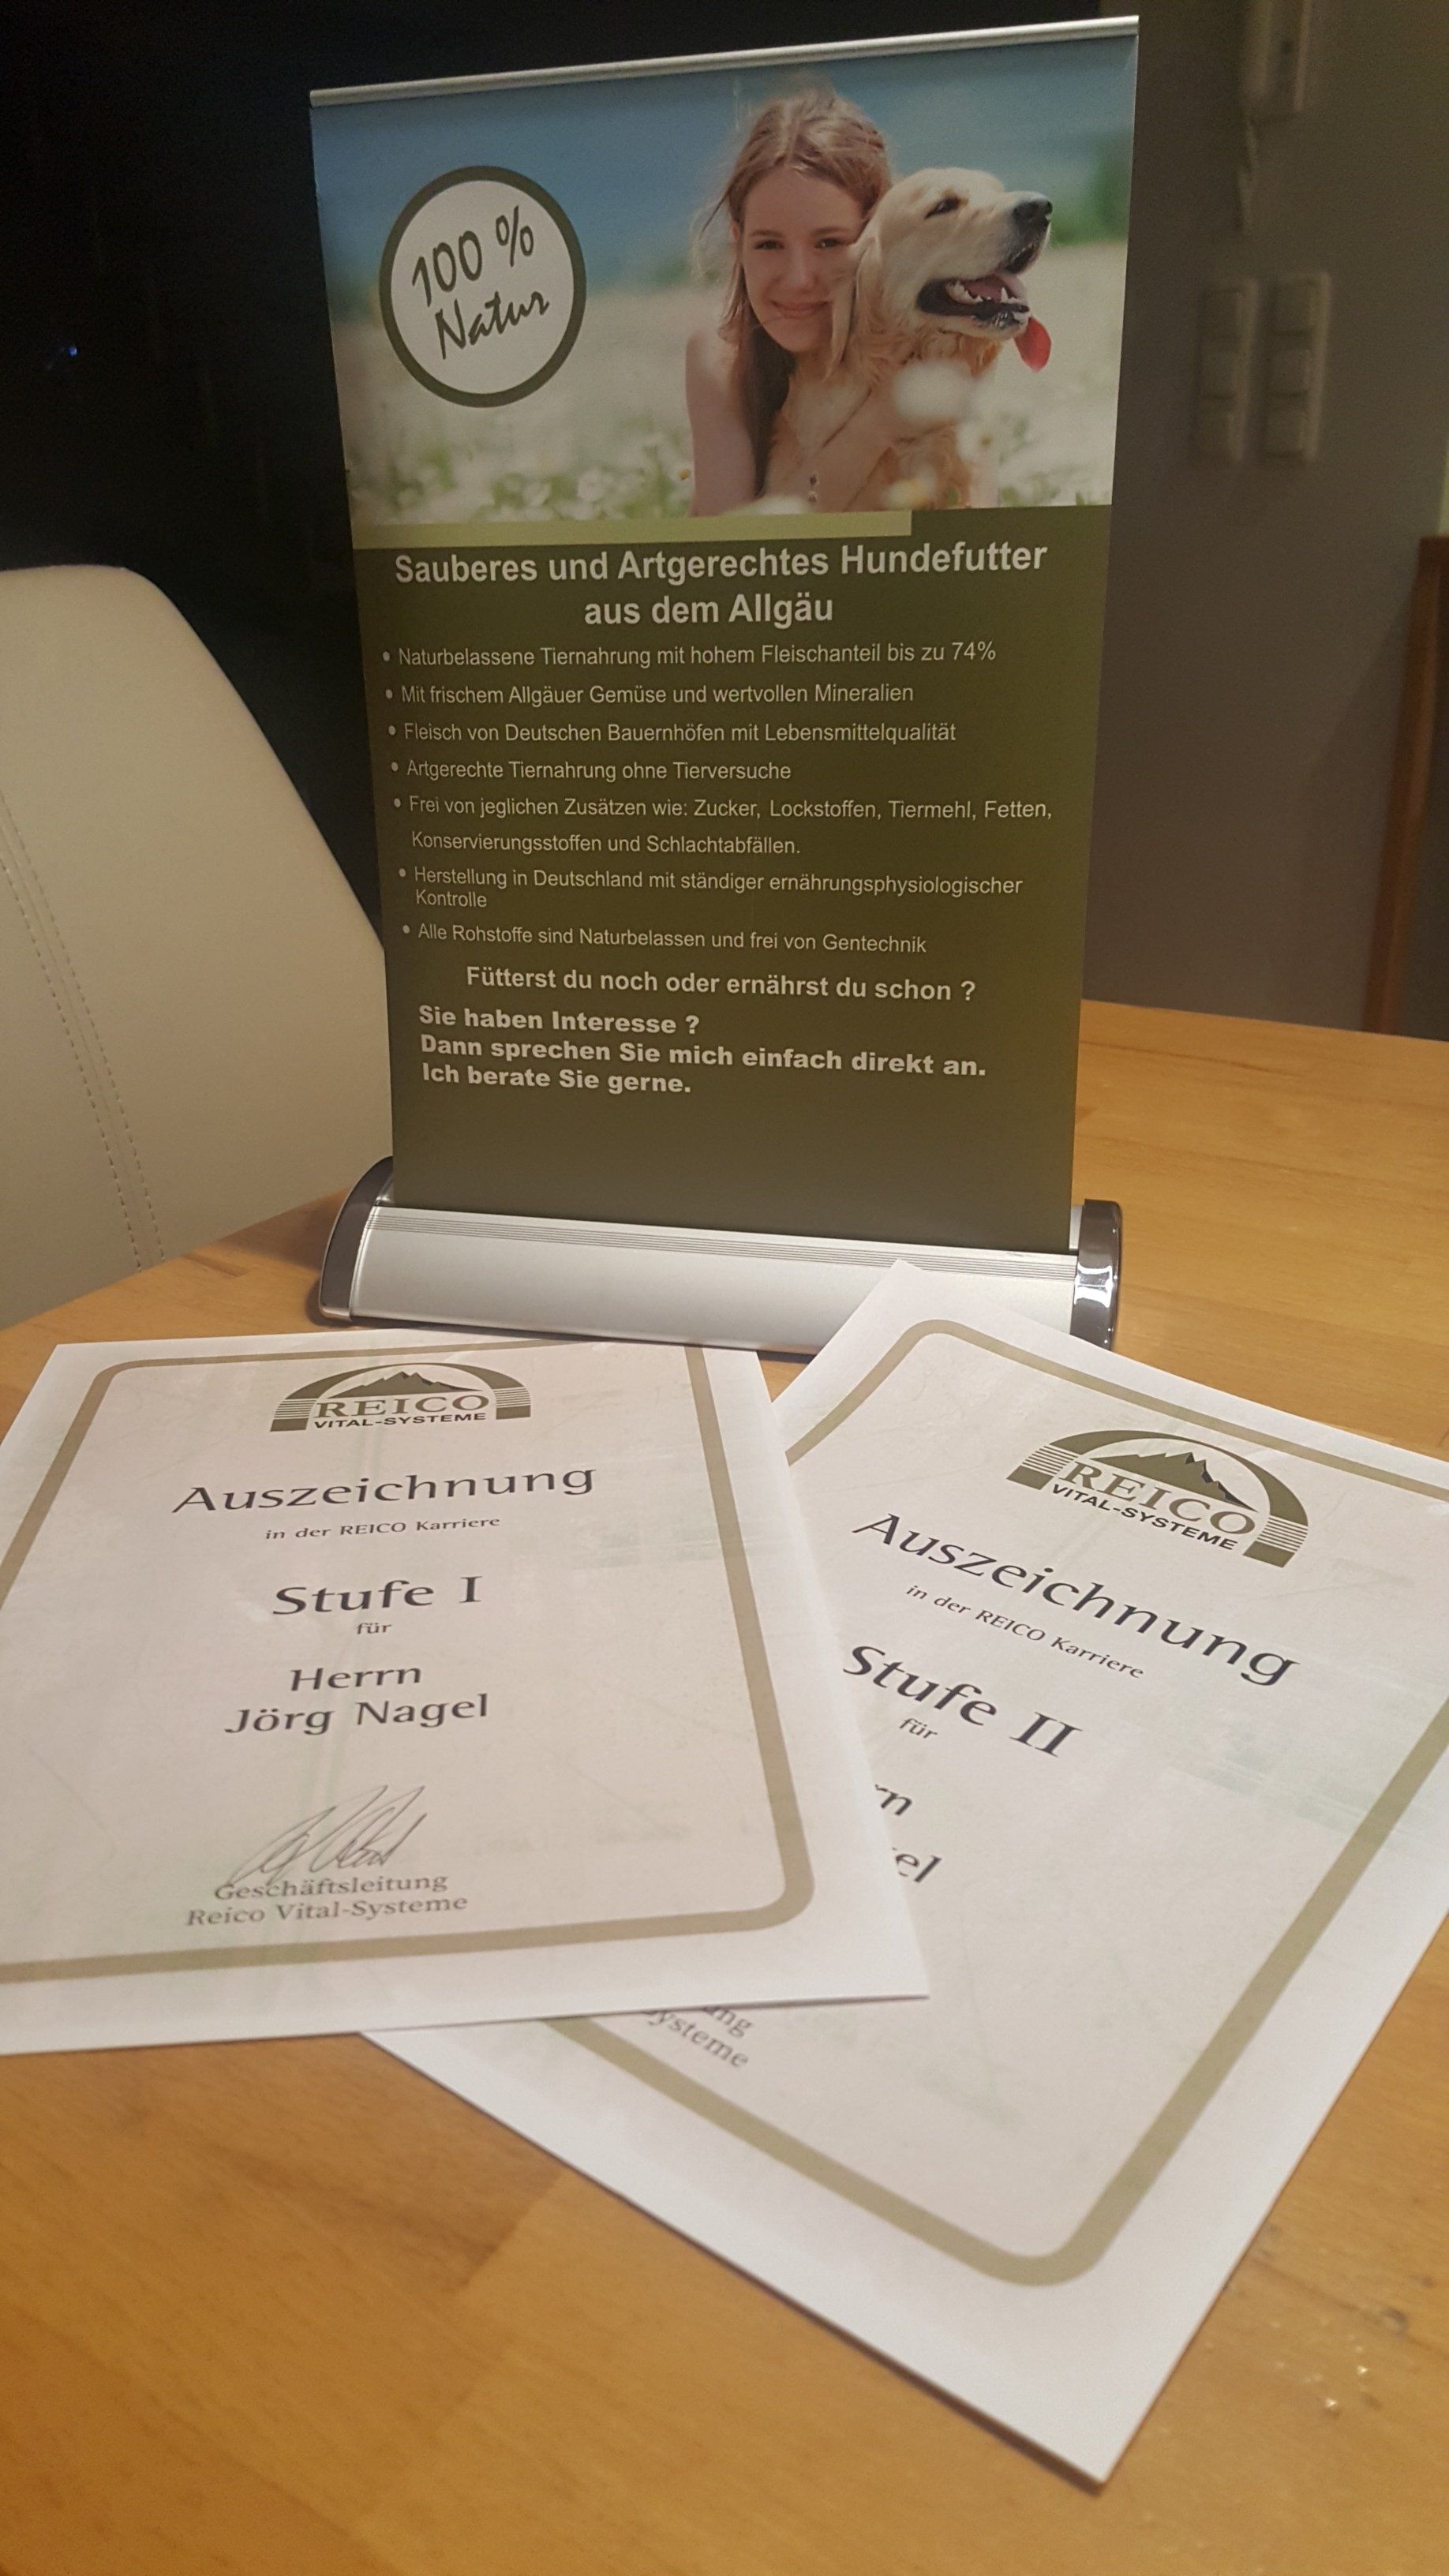 100 %
Natur
Sauberes und Artgerechtes Hundefutter
aus dem Allgäu
• Naturbelassene Tiernahrung mit hohem Fleischanteil bis zu 74%
• Mit frischem Allgäuer Gemüse und wertvollen Mineralien
• Fleisch von Deutschen Bauernhöfen mit Lebensmittelqualität
• Artgerechte Tiernahrung ohne Tierversuche
• Frei von jeglichen Zusätzen wie: Zucker, Lockstoffen, Tiermehl, Fetten,
Konservierungsstoffen und Schlachtabfällen.
• Herstellung in Deutschland mit ständiger ernährungsphysiologischer
Kontrolle
• Alle Rohstoffe sind Naturbelassen und frei von Gentechnik
Fütterst du noch oder ernährst du schon ?
Sie haben Interesse ?
Dann sprechen Sie mich einfach direkt an.
Ich berate Sie gerne.
REICO
VITAL-SYSTEME
Auszeichnung
in der REICO Karriere
Stufe I
für
Herrn
Jörg Nagel
Geschäftsleitung
Reico Vital-Systeme
REICO
VITAL-SYSTEME
Auszeichnung
in der REICO Karriere
Stufe II
für
rn
el
ung
ysteme